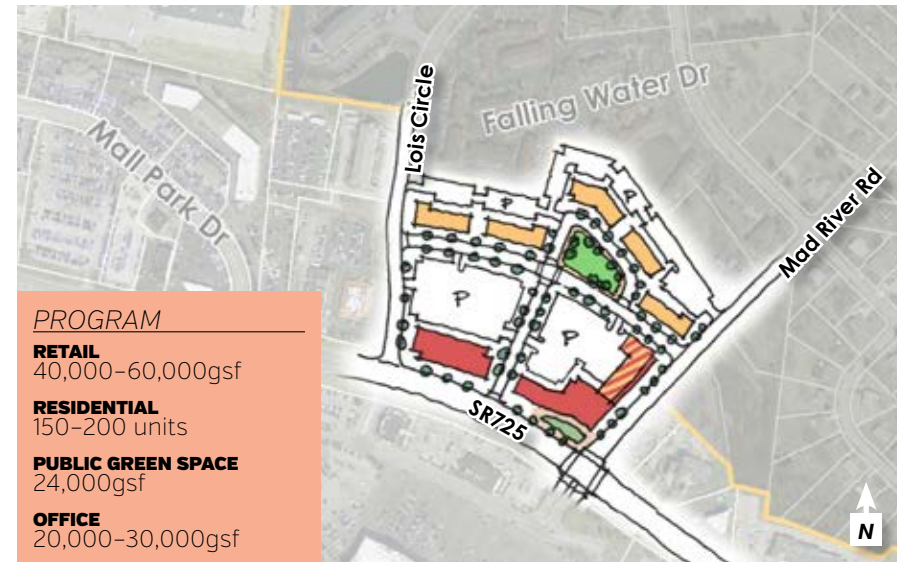 Lois Circle
Falling Water Dr
Mall Park Dr
Mad River Rd
P
P
P
P
SR725
PROGRAM
RETAIL
40,000–60,000gsf
RESIDENTIAL
150–200 units
PUBLIC GREEN SPACE
24,000gsf
OFFICE
20,000–30,000gsf
N